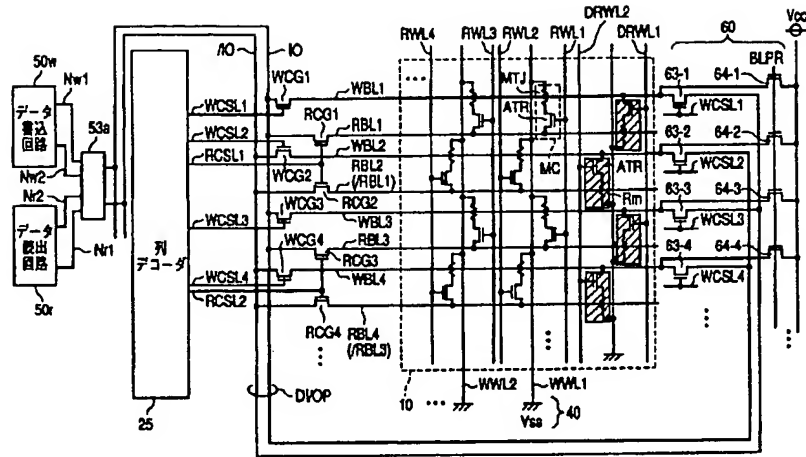 DRWL2
RWL4
RWL3
RWL2
RWL1
DRWL1
60
Vcc
BLPR
/IO
IO
50w
Nw1
データ
書込
回路
53a
Nw2
Nr2
データ
読出
回路
Nr1
50r
列
デコーダ
25
WCG1
WBL1
WCSL2
RCSL1
RCG1
RBL1
WBL2
WCG2
RBL2
(/RBL1)
RCG2
WCSL3
WCG3
WBL3
WCG4
RBL3
RCG3
WCSL4
RCSL2
WBL4
RCG4
RBL4
(/RBL3)
DI/OP
MTJ
ATR
MC
ATR
Rm
63-1
64-1
WCSL1
63-2
64-2
WCSL2
63-3
64-3
WCSL3
63-4
64-4
WCSL4
10
WWL2
WWL1
Vss
40